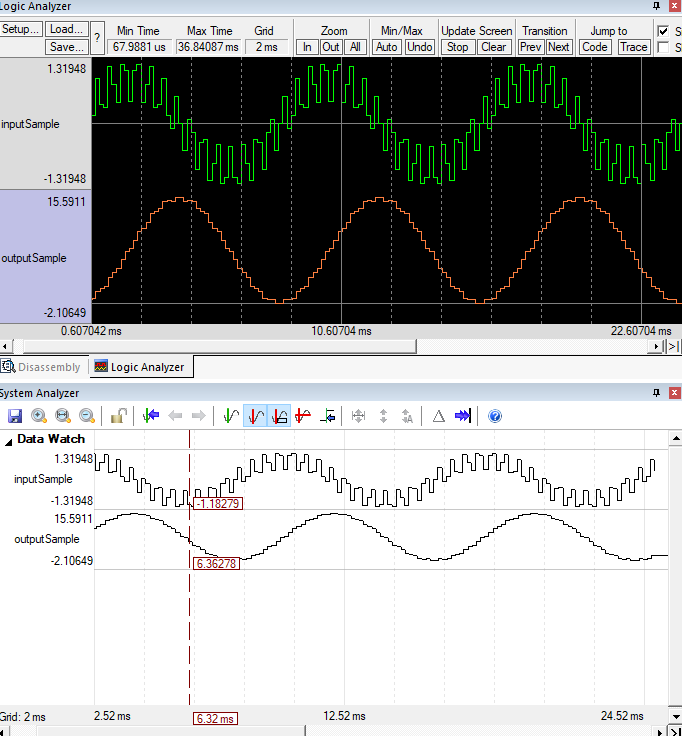 Logic Analyzer
Setup... Load... ? Min Time Max Time Grid Zoom Min/Max Update Screen Transition Jump to
Save... 67.9881 us 36.84087 ms 2 ms In Out All Auto Undo Stop Clear Prev Next Code Trace
1.31948
inputSample
-1.31948
15.5911
outputSample
-2.10649
0.607042 ms 10.60704 ms 22.60704 ms
Disassembly Logic Analyzer
System Analyzer
Data Watch
1.31948
inputSample
-1.31948
-1.18279
15.5911
outputSample
-2.10649
6.36278
Grid: 2 ms 2.52 ms 6.32 ms 12.52 ms 24.52 ms